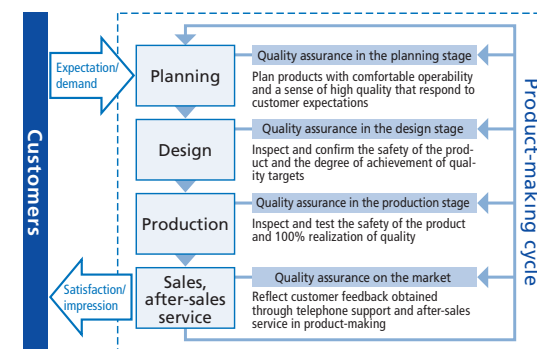 Customers
Expectation/
demand
Planning
Quality assurance in the planning stage
Plan products with comfortable operability
and a sense of high quality that respond to
customer expectations
Design
Quality assurance in the design stage
Inspect and confirm the safety of the prod-
uct and the degree of achievement of qual-
ity targets
Production
Quality assurance in the production stage
Inspect and test the safety of the product
and 100% realization of quality
Satisfaction/
impression
Sales,
after-sales
service
Quality assurance on the market
Reflect customer feedback obtained
through telephone support and after-sales
service in product-making
Product-making cycle